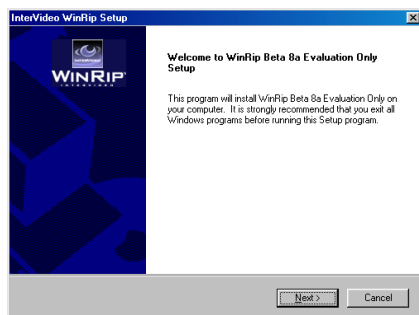 InterVideo WinRip Setup
INTERVIDEO
WINRIP
INTERVIDEO
Welcome to WinRip Beta 8a Evaluation Only
Setup
This program will install WinRip Beta 8a Evaluation Only on
your computer. It is strongly recommended that you exit all
Windows programs before running this Setup program.
Next >
Cancel